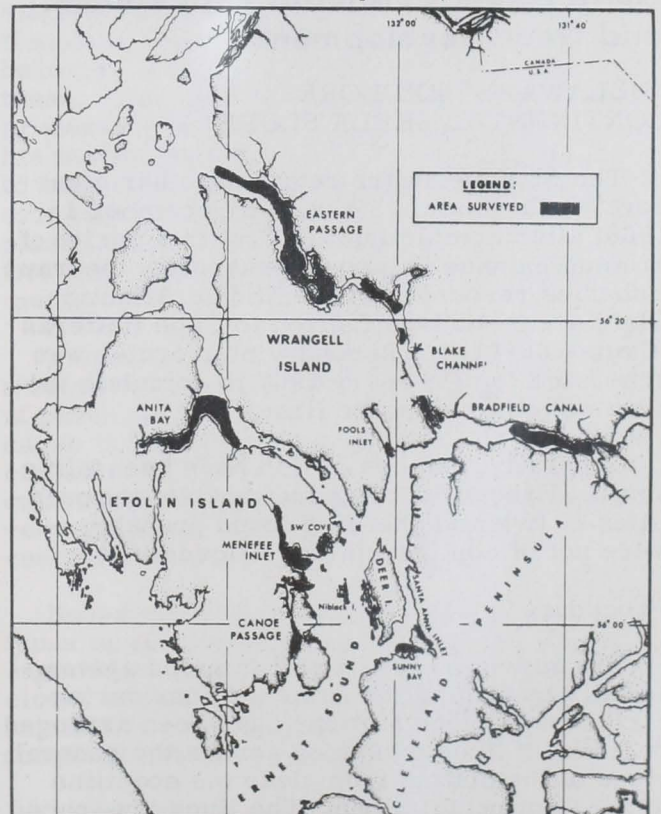 133° 00'
131° 40'
CANADA
U.S.A.
LEGEND:
AREA SURVEYED
EASTERN
PASSAGE
56° 20'
WRANGELL
ISLAND
BLAKE
CHANNE
ANITA
BAY
BRADFIELD CANAL
FOOLS
INLET
ETOLIN ISLAND
SW COVE
MENEFEE
INLET
DEER I.
SANTA ANNA INLET
PENINSULA
Niblack I.
CANOE
PASSAGE
56° 00'
SUNNY
BAY
ERNEST SOUND
CLEVELAND